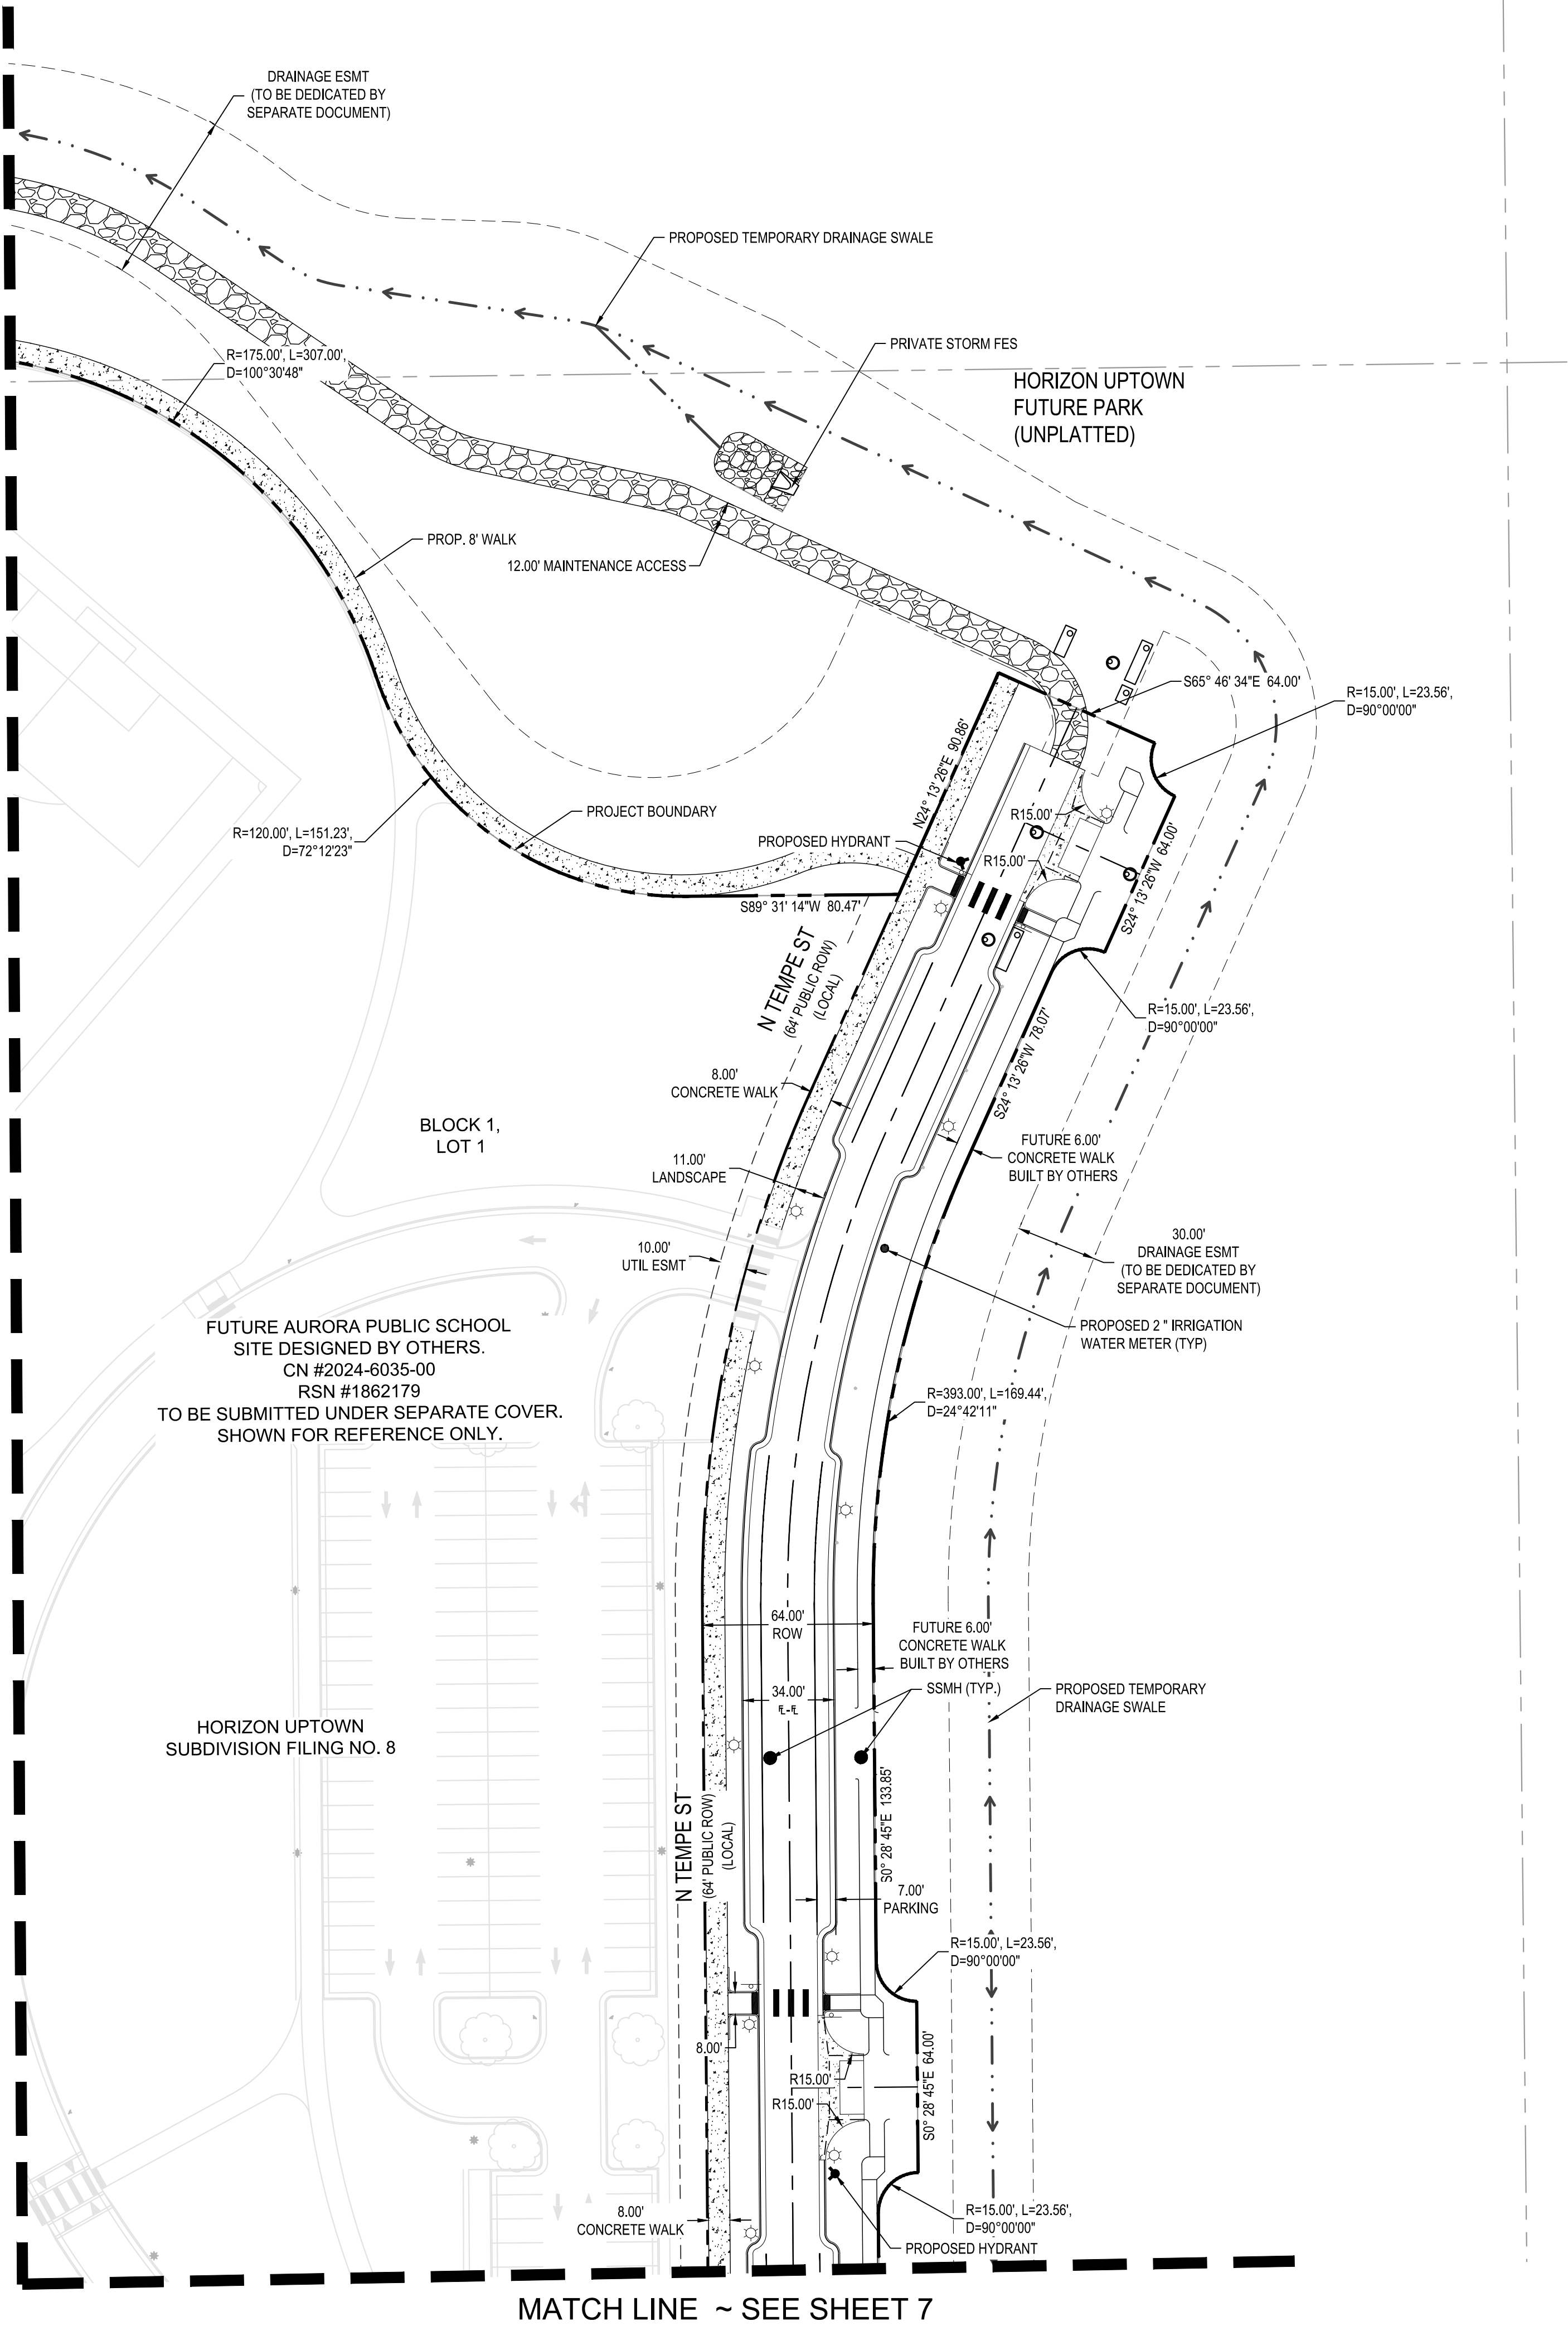 DRAINAGE ESMT
(TO BE DEDICATED BY
SEPARATE DOCUMENT)
PROPOSED TEMPORARY DRAINAGE SWALE
PRIVATE STORM FES
R=175.00', L=307.00',
D=100°30'48"
HORIZON UPTOWN
FUTURE PARK
(UNPLATTED)
PROP. 8' WALK
12.00' MAINTENANCE ACCESS
S65° 46' 34"E 64.00'
R=15.00', L=23.56',
D=90°00'00"
N24° 13' 26"E 90.86'
PROJECT BOUNDARY
R=120.00', L=151.23',
D=72°12'23"
R15.00'
PROPOSED HYDRANT
R15.00'
S24° 13' 26"W 64.00'
S89° 31' 14"W 80.47'
N TEMPE ST
(64' PUBLIC ROW)
(LOCAL)
R=15.00', L=23.56',
D=90°00'00"
S24° 13' 26"W 78.07'
8.00'
CONCRETE WALK
BLOCK 1,
LOT 1
FUTURE 6.00'
CONCRETE WALK
BUILT BY OTHERS
11.00'
LANDSCAPE
10.00'
UTIL ESMT
30.00'
DRAINAGE ESMT
(TO BE DEDICATED BY
SEPARATE DOCUMENT)
FUTURE AURORA PUBLIC SCHOOL
SITE DESIGNED BY OTHERS.
CN #2024-6035-00
RSN #1862179
TO BE SUBMITTED UNDER SEPARATE COVER.
SHOWN FOR REFERENCE ONLY.
PROPOSED 2 " IRRIGATION
WATER METER (TYP)
R=393.00', L=169.44',
D=24°42'11"
64.00'
ROW
FUTURE 6.00'
CONCRETE WALK
BUILT BY OTHERS
34.00'
FL-FL
SSMH (TYP.)
PROPOSED TEMPORARY
DRAINAGE SWALE
HORIZON UPTOWN
SUBDIVISION FILING NO. 8
S0° 28' 45"E 133.85'
N TEMPE ST
(64' PUBLIC ROW)
(LOCAL)
7.00'
PARKING
R=15.00', L=23.56',
D=90°00'00"
8.00'
R15.00'
R15.00'
S0° 28' 45"E 64.00'
8.00'
CONCRETE WALK
R=15.00', L=23.56',
D=90°00'00"
PROPOSED HYDRANT
MATCH LINE ~ SEE SHEET 7